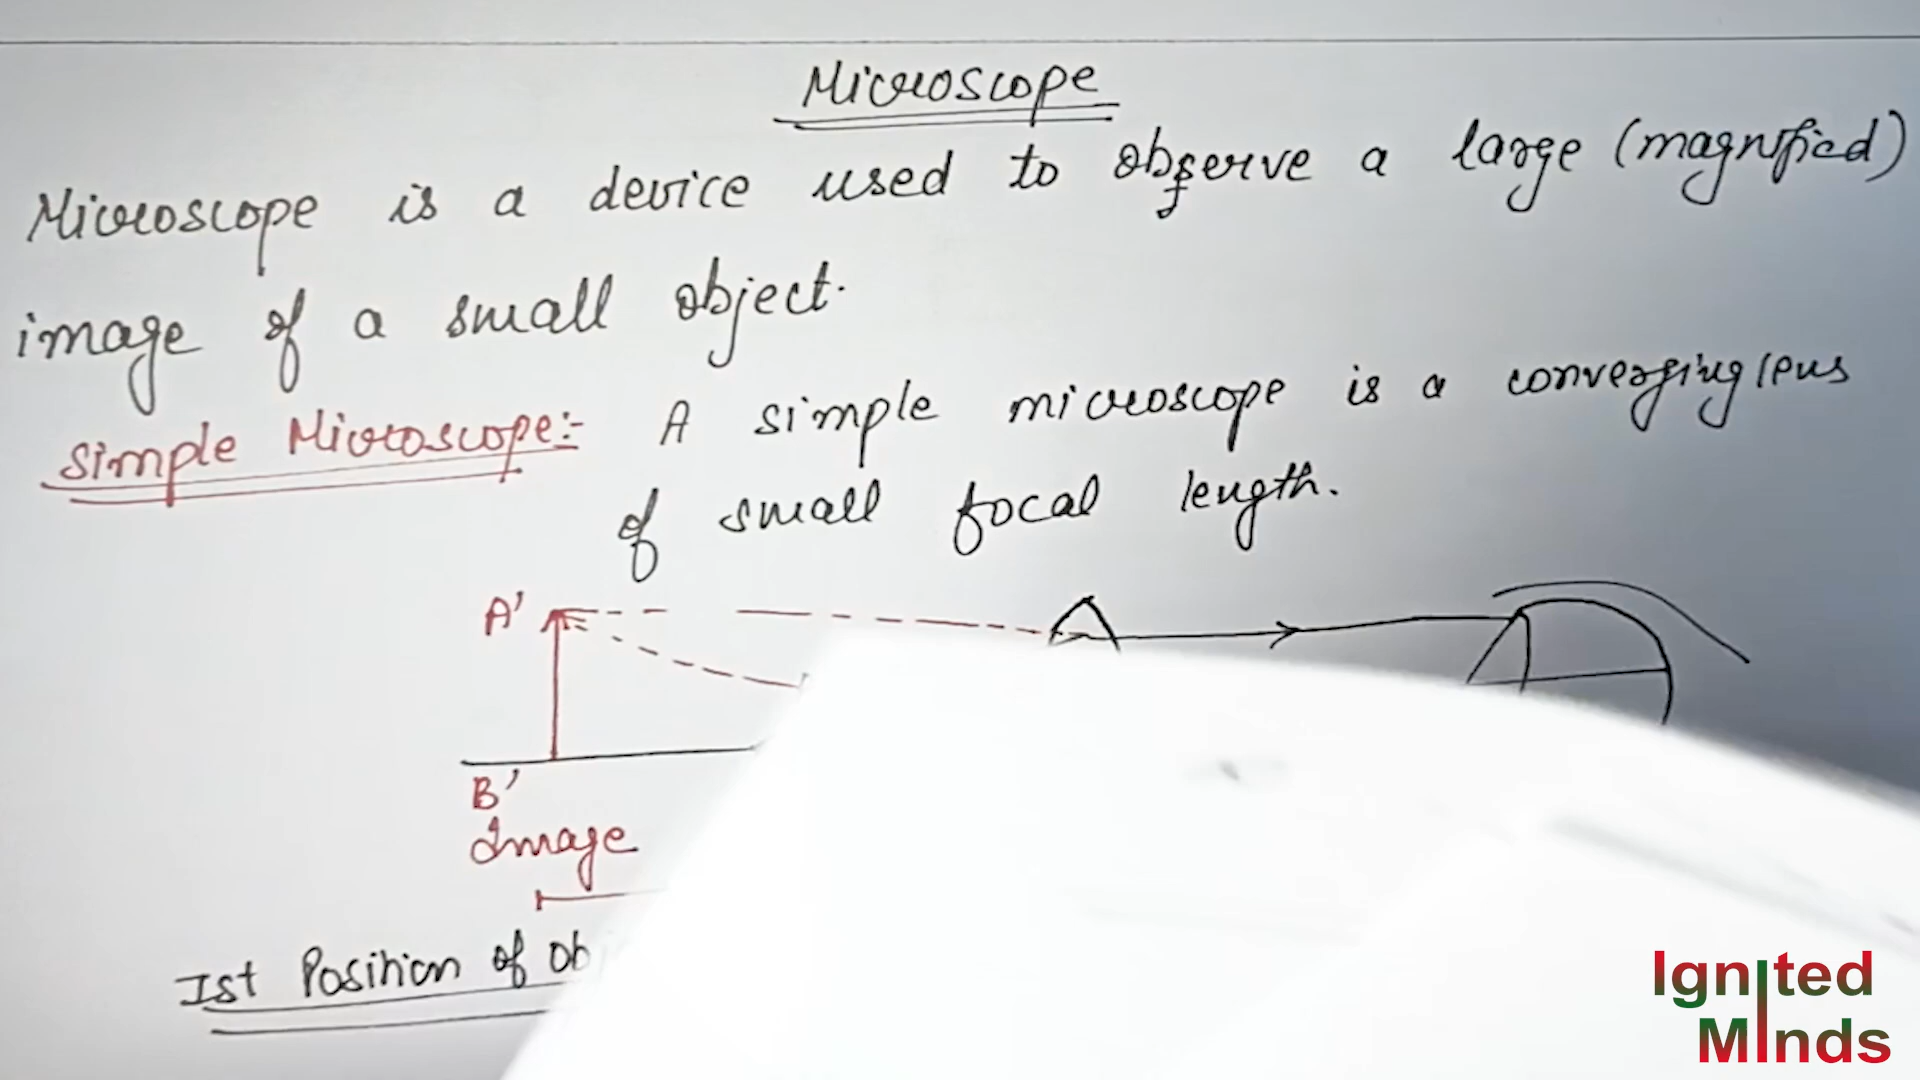 Microscope
Microscope is a device used to observe a large (magnified)
image of a small object.
Simple Microscope:- A simple microscope is a converging lens
of small focal length.
A'
B'
Image
Ist Position of Ob
Ignited
Minds